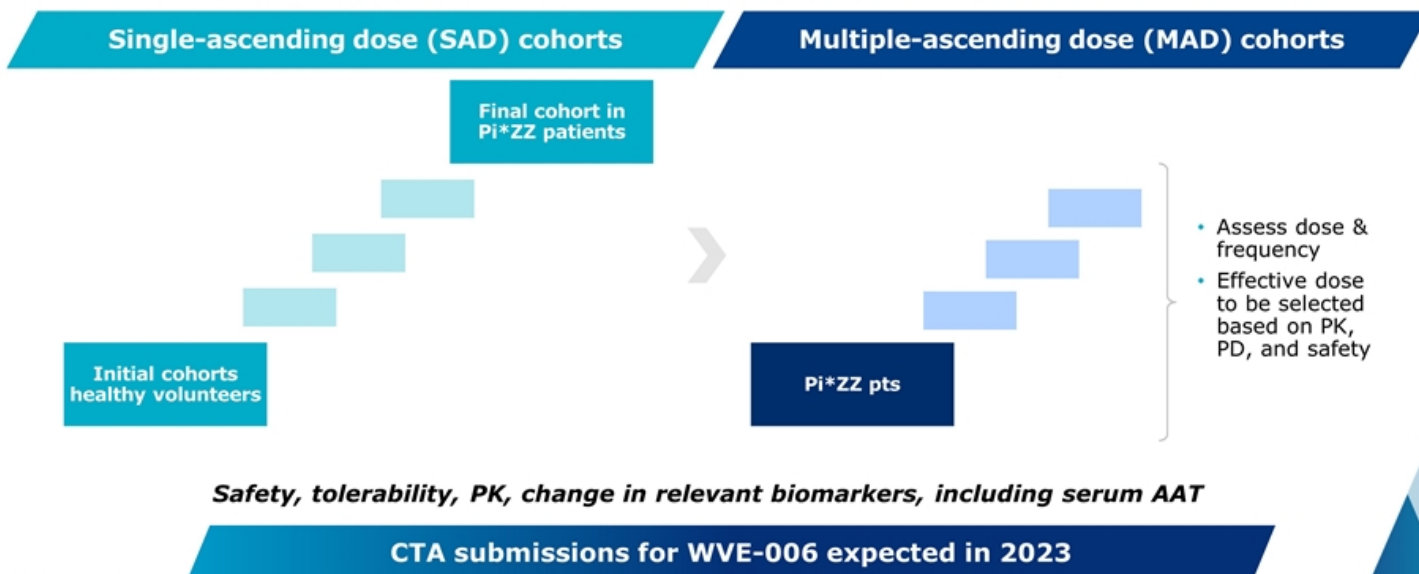 Single-ascending dose (SAD) cohorts
Multiple-ascending dose (MAD) cohorts
Final cohort in
Pi*ZZ patients
Initial cohorts
healthy volunteers
Pi*ZZ pts
• Assess dose &
frequency
• Effective dose
to be selected
based on PK,
PD, and safety
Safety, tolerability, PK, change in relevant biomarkers, including serum AAT
CTA submissions for WVE-006 expected in 2023